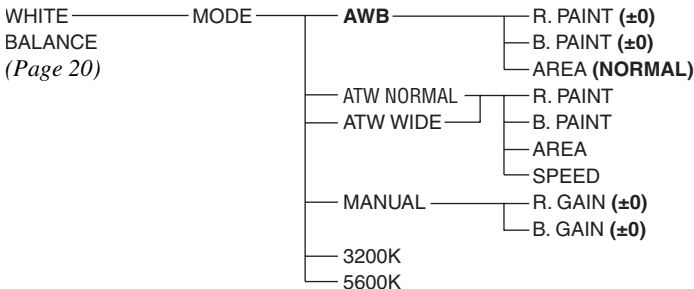 WHITE MODE AWB R. PAINT (±0)
BALANCE B. PAINT (±0)
(Page 20) AREA (NORMAL)
ATW NORMAL R. PAINT
ATW WIDE B. PAINT
AREA
SPEED
MANUAL R. GAIN (±0)
B. GAIN (±0)
3200K
5600K